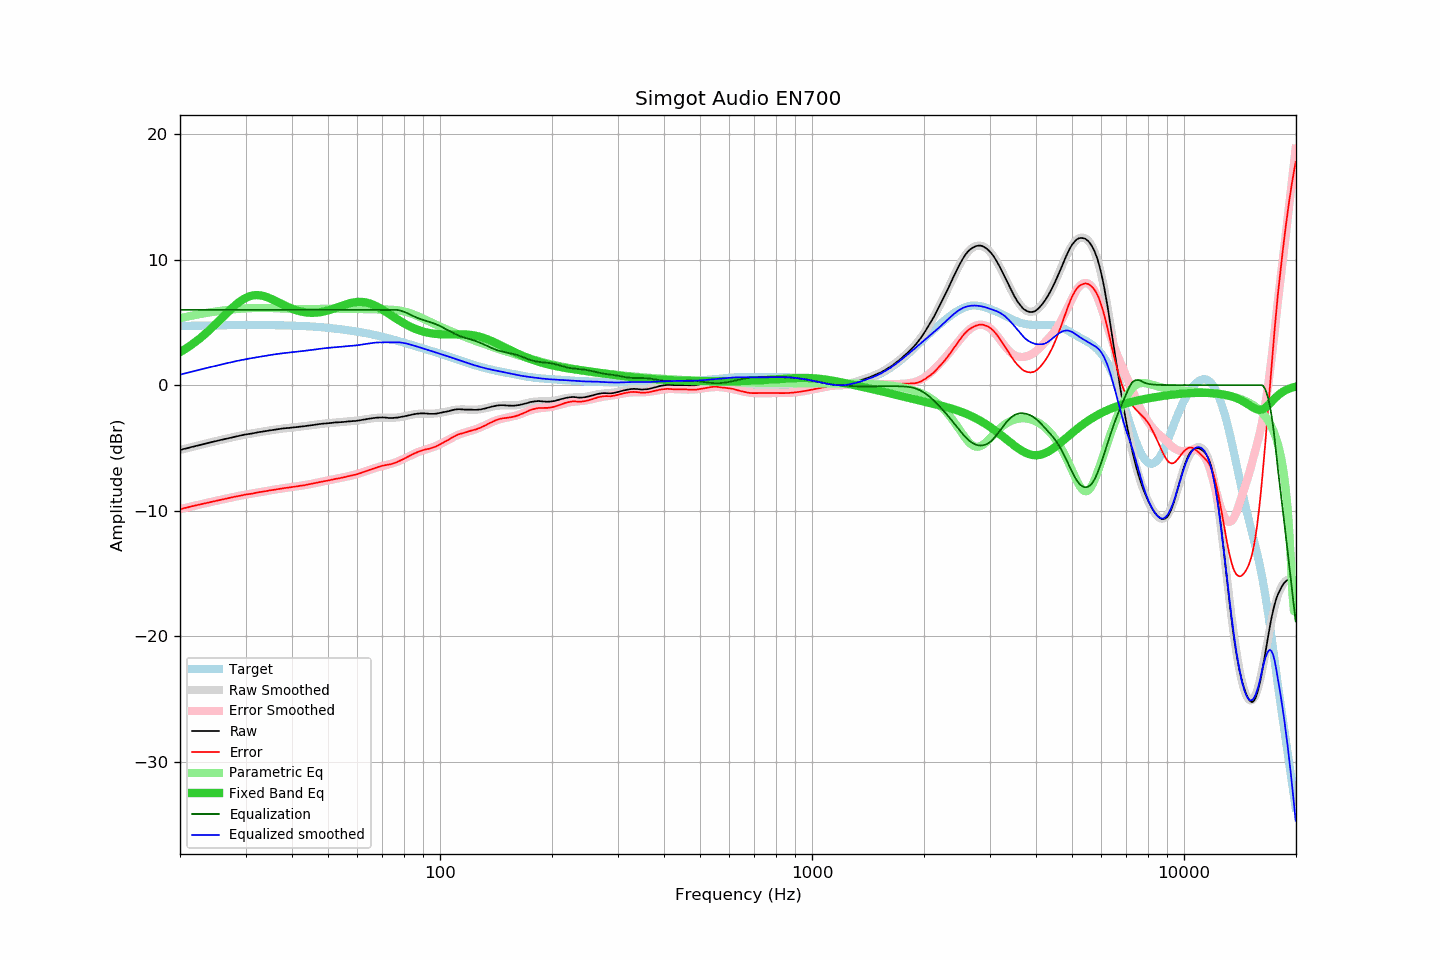 Simgot Audio EN700
20
10
0
−10
−20
−30
Amplitude (dBr)
Target
Raw Smoothed
Error Smoothed
Raw
Error
Parametric Eq
Fixed Band Eq
Equalization
Equalized smoothed
100
1000
10000
Frequency (Hz)